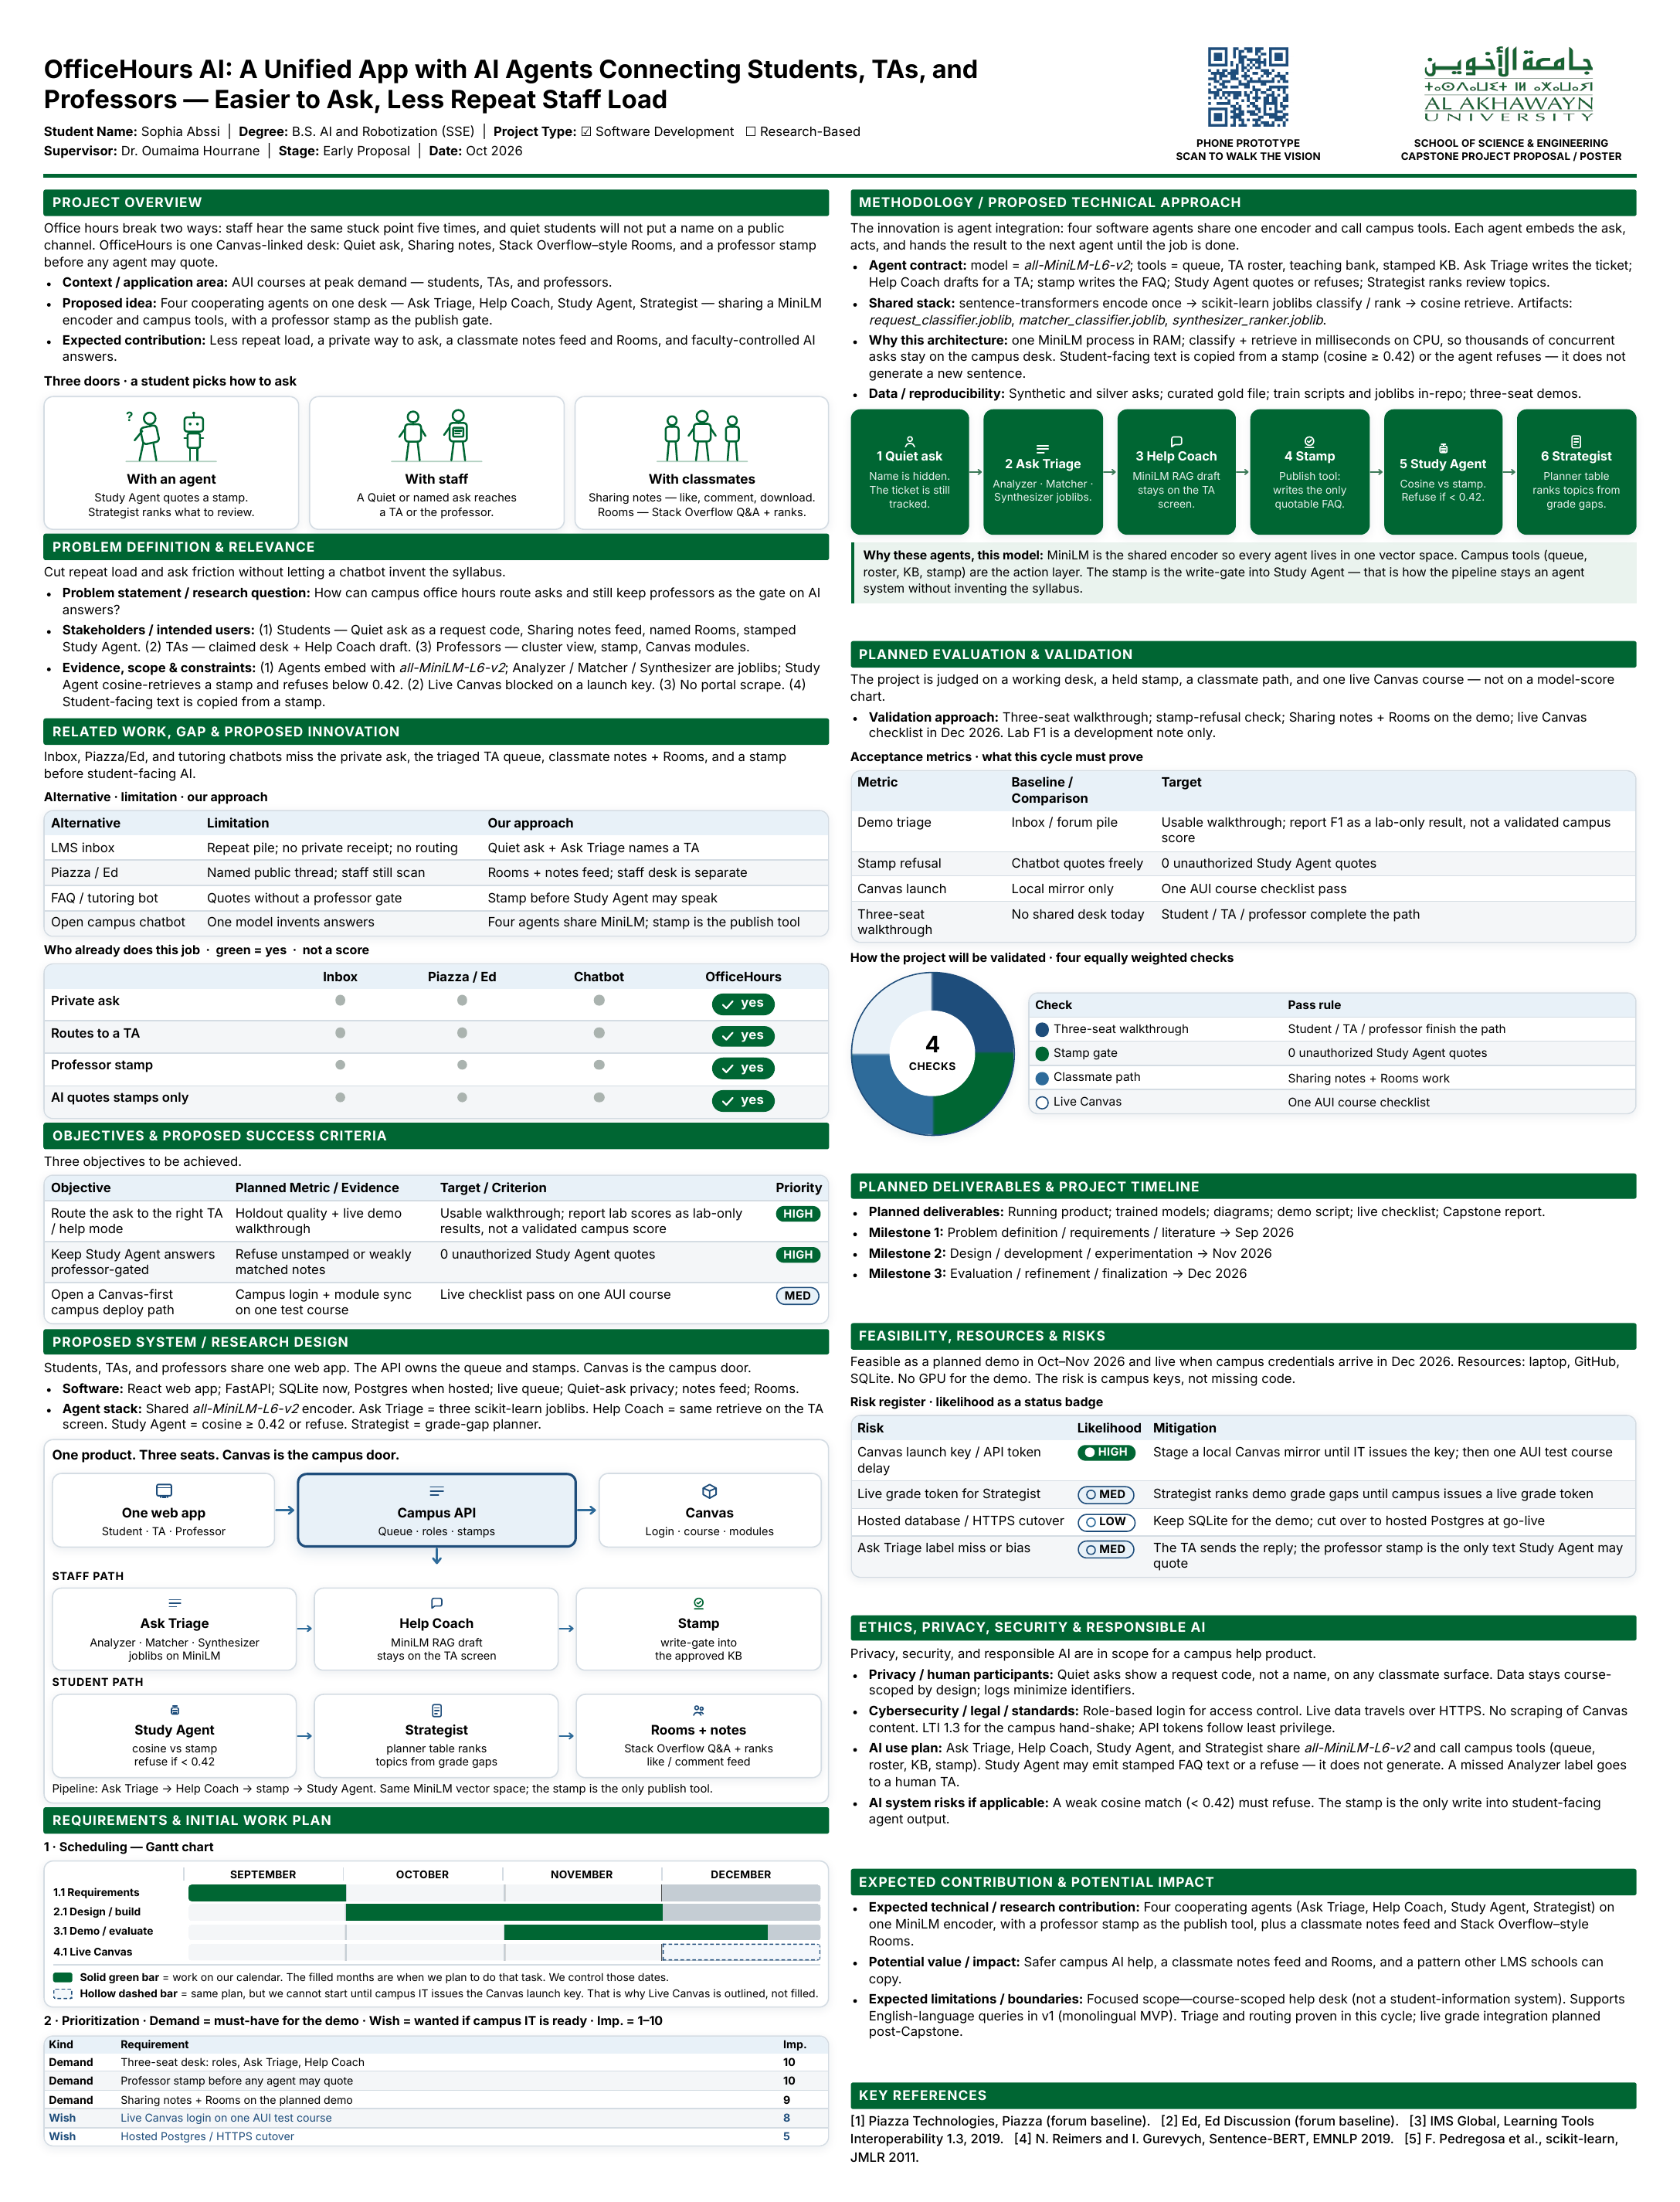 OfficeHours AI: A Unified App with AI Agents Connecting Students, TAs, and
Professors — Easier to Ask, Less Repeat Staff Load
Student Name: Sophia Abssi | Degree: B.S. AI and Robotization (SSE) | Project Type: ☑ Software Development ☐ Research-Based
Supervisor: Dr. Oumaima Hourrane | Stage: Early Proposal | Date: Oct 2026
PHONE PROTOTYPE
SCAN TO WALK THE VISION
جامعة الأخوين
ⵜⴰⵙⴷⴰⵡⵉⵜ ⵏ ⵡⴰⵡⵎⴰⵜⵏ
AL AKHAWAYN
UNIVERSITY
SCHOOL OF SCIENCE & ENGINEERING
CAPSTONE PROJECT PROPOSAL / POSTER
PROJECT OVERVIEW
Office hours break two ways: staff hear the same stuck point five times, and quiet students will not put a name on a public
channel. OfficeHours is one Canvas-linked desk: Quiet ask, Sharing notes, Stack Overflow–style Rooms, and a professor stamp
before any agent may quote.
• Context / application area: AUI courses at peak demand — students, TAs, and professors.
• Proposed idea: Four cooperating agents on one desk — Ask Triage, Help Coach, Study Agent, Strategist — sharing a MiniLM
encoder and campus tools, with a professor stamp as the publish gate.
• Expected contribution: Less repeat load, a private way to ask, a classmate notes feed and Rooms, and faculty-controlled AI
answers.
Three doors · a student picks how to ask
?
With an agent
Study Agent quotes a stamp.
Strategist ranks what to review.
With staff
A Quiet or named ask reaches
a TA or the professor.
With classmates
Sharing notes — like, comment, download.
Rooms — Stack Overflow Q&A + ranks.
PROBLEM DEFINITION & RELEVANCE
Cut repeat load and ask friction without letting a chatbot invent the syllabus.
• Problem statement / research question: How can campus office hours route asks and still keep professors as the gate on AI
answers?
• Stakeholders / intended users: (1) Students — Quiet ask as a request code, Sharing notes feed, named Rooms, stamped
Study Agent. (2) TAs — claimed desk + Help Coach draft. (3) Professors — cluster view, stamp, Canvas modules.
• Evidence, scope & constraints: (1) Agents embed with all-MiniLM-L6-v2; Analyzer / Matcher / Synthesizer are joblibs; Study
Agent cosine-retrieves a stamp and refuses below 0.42. (2) Live Canvas blocked on a launch key. (3) No portal scrape. (4)
Student-facing text is copied from a stamp.
RELATED WORK, GAP & PROPOSED INNOVATION
Inbox, Piazza/Ed, and tutoring chatbots miss the private ask, the triaged TA queue, classmate notes + Rooms, and a stamp
before student-facing AI.
Alternative · limitation · our approach
Alternative Limitation Our approach
LMS inbox Repeat pile; no private receipt; no routing Quiet ask + Ask Triage names a TA
Piazza / Ed Named public thread; staff still scan Rooms + notes feed; staff desk is separate
FAQ / tutoring bot Quotes without a professor gate Stamp before Study Agent may speak
Open campus chatbot One model invents answers Four agents share MiniLM; stamp is the publish tool
Who already does this job · green = yes · not a score
Inbox Piazza / Ed Chatbot OfficeHours
Private ask ✓ yes
Routes to a TA ✓ yes
Professor stamp ✓ yes
AI quotes stamps only ✓ yes
OBJECTIVES & PROPOSED SUCCESS CRITERIA
Three objectives to be achieved.
Objective Planned Metric / Evidence Target / Criterion Priority
Route the ask to the right TA Holdout quality + live demo Usable walkthrough; report lab scores as lab-only HIGH
/ help mode walkthrough results, not a validated campus score
Keep Study Agent answers Refuse unstamped or weakly 0 unauthorized Study Agent quotes HIGH
professor-gated matched notes
Open a Canvas-first Campus login + module sync Live checklist pass on one AUI course MED
campus deploy path on one test course
PROPOSED SYSTEM / RESEARCH DESIGN
Students, TAs, and professors share one web app. The API owns the queue and stamps. Canvas is the campus door.
• Software: React web app; FastAPI; SQLite now, Postgres when hosted; live queue; Quiet-ask privacy; notes feed; Rooms.
• Agent stack: Shared all-MiniLM-L6-v2 encoder. Ask Triage = three scikit-learn joblibs. Help Coach = same retrieve on the TA
screen. Study Agent = cosine ≥ 0.42 or refuse. Strategist = grade-gap planner.
One product. Three seats. Canvas is the campus door.
One web app
Student · TA · Professor
→
Campus API
Queue · roles · stamps
→
Canvas
Login · course · modules
↓
STAFF PATH
Ask Triage
Analyzer · Matcher · Synthesizer
joblibs on MiniLM
→
Help Coach
MiniLM RAG draft
stays on the TA screen
→
Stamp
write-gate into
the approved KB
STUDENT PATH
Study Agent
cosine vs stamp
refuse if < 0.42
→
Strategist
planner table ranks
topics from grade gaps
→
Rooms + notes
Stack Overflow Q&A + ranks
like / comment feed
Pipeline: Ask Triage → Help Coach → stamp → Study Agent. Same MiniLM vector space; the stamp is the only publish tool.
REQUIREMENTS & INITIAL WORK PLAN
1 · Scheduling — Gantt chart
SEPTEMBER OCTOBER NOVEMBER DECEMBER
1.1 Requirements
2.1 Design / build
3.1 Demo / evaluate
4.1 Live Canvas
Solid green bar = work on our calendar. The filled months are when we plan to do that task. We control those dates.
Hollow dashed bar = same plan, but we cannot start until campus IT issues the Canvas launch key. That is why Live Canvas is outlined, not filled.
2 · Prioritization · Demand = must-have for the demo · Wish = wanted if campus IT is ready · Imp. = 1–10
Kind Requirement Imp.
Demand Three-seat desk: roles, Ask Triage, Help Coach 10
Demand Professor stamp before any agent may quote 10
Demand Sharing notes + Rooms on the planned demo 9
Wish Live Canvas login on one AUI test course 8
Wish Hosted Postgres / HTTPS cutover 5
METHODOLOGY / PROPOSED TECHNICAL APPROACH
The innovation is agent integration: four software agents share one encoder and call campus tools. Each agent embeds the ask,
acts, and hands the result to the next agent until the job is done.
• Agent contract: model = all-MiniLM-L6-v2; tools = queue, TA roster, teaching bank, stamped KB. Ask Triage writes the ticket;
Help Coach drafts for a TA; stamp writes the FAQ; Study Agent quotes or refuses; Strategist ranks review topics.
• Shared stack: sentence-transformers encode once → scikit-learn joblibs classify / rank → cosine retrieve. Artifacts:
request_classifier.joblib, matcher_classifier.joblib, synthesizer_ranker.joblib.
• Why this architecture: one MiniLM process in RAM; classify + retrieve in milliseconds on CPU, so thousands of concurrent
asks stay on the campus desk. Student-facing text is copied from a stamp (cosine ≥ 0.42) or the agent refuses — it does not
generate a new sentence.
• Data / reproducibility: Synthetic and silver asks; curated gold file; train scripts and joblibs in-repo; three-seat demos.
1 Quiet ask
Name is hidden.
The ticket is still
tracked.
→
2 Ask Triage
Analyzer · Matcher ·
Synthesizer joblibs.
→
3 Help Coach
MiniLM RAG draft
stays on the TA
screen.
→
4 Stamp
Publish tool:
writes the only
quotable FAQ.
→
5 Study Agent
Cosine vs stamp.
Refuse if < 0.42.
→
6 Strategist
Planner table
ranks topics from
grade gaps.
Why these agents, this model: MiniLM is the shared encoder so every agent lives in one vector space. Campus tools (queue,
roster, KB, stamp) are the action layer. The stamp is the write-gate into Study Agent — that is how the pipeline stays an agent
system without inventing the syllabus.
PLANNED EVALUATION & VALIDATION
The project is judged on a working desk, a held stamp, a classmate path, and one live Canvas course — not on a model-score
chart.
• Validation approach: Three-seat walkthrough; stamp-refusal check; Sharing notes + Rooms on the demo; live Canvas
checklist in Dec 2026. Lab F1 is a development note only.
Acceptance metrics · what this cycle must prove
Metric Baseline / Target
Comparison
Demo triage Inbox / forum pile Usable walkthrough; report F1 as a lab-only result, not a validated campus
score
Stamp refusal Chatbot quotes freely 0 unauthorized Study Agent quotes
Canvas launch Local mirror only One AUI course checklist pass
Three-seat No shared desk today Student / TA / professor complete the path
walkthrough
How the project will be validated · four equally weighted checks
4
CHECKS
Check Pass rule
Three-seat walkthrough Student / TA / professor finish the path
Stamp gate 0 unauthorized Study Agent quotes
Classmate path Sharing notes + Rooms work
Live Canvas One AUI course checklist
PLANNED DELIVERABLES & PROJECT TIMELINE
• Planned deliverables: Running product; trained models; diagrams; demo script; live checklist; Capstone report.
• Milestone 1: Problem definition / requirements / literature → Sep 2026
• Milestone 2: Design / development / experimentation → Nov 2026
• Milestone 3: Evaluation / refinement / finalization → Dec 2026
FEASIBILITY, RESOURCES & RISKS
Feasible as a planned demo in Oct–Nov 2026 and live when campus credentials arrive in Dec 2026. Resources: laptop, GitHub,
SQLite. No GPU for the demo. The risk is campus keys, not missing code.
Risk register · likelihood as a status badge
Risk Likelihood Mitigation
Canvas launch key / API token HIGH Stage a local Canvas mirror until IT issues the key; then one AUI test course
delay
Live grade token for Strategist MED Strategist ranks demo grade gaps until campus issues a live grade token
Hosted database / HTTPS cutover LOW Keep SQLite for the demo; cut over to hosted Postgres at go-live
Ask Triage label miss or bias MED The TA sends the reply; the professor stamp is the only text Study Agent may
quote
ETHICS, PRIVACY, SECURITY & RESPONSIBLE AI
Privacy, security, and responsible AI are in scope for a campus help product.
• Privacy / human participants: Quiet asks show a request code, not a name, on any classmate surface. Data stays course-
scoped by design; logs minimize identifiers.
• Cybersecurity / legal / standards: Role-based login for access control. Live data travels over HTTPS. No scraping of Canvas
content. LTI 1.3 for the campus hand-shake; API tokens follow least privilege.
• AI use plan: Ask Triage, Help Coach, Study Agent, and Strategist share all-MiniLM-L6-v2 and call campus tools (queue,
roster, KB, stamp). Study Agent may emit stamped FAQ text or a refuse — it does not generate. A missed Analyzer label goes
to a human TA.
• AI system risks if applicable: A weak cosine match (< 0.42) must refuse. The stamp is the only write into student-facing
agent output.
EXPECTED CONTRIBUTION & POTENTIAL IMPACT
• Expected technical / research contribution: Four cooperating agents (Ask Triage, Help Coach, Study Agent, Strategist) on
one MiniLM encoder, with a professor stamp as the publish tool, plus a classmate notes feed and Stack Overflow–style
Rooms.
• Potential value / impact: Safer campus AI help, a classmate notes feed and Rooms, and a pattern other LMS schools can
copy.
• Expected limitations / boundaries: Focused scope—course-scoped help desk (not a student-information system). Supports
English-language queries in v1 (monolingual MVP). Triage and routing proven in this cycle; live grade integration planned
post-Capstone.
KEY REFERENCES
[1] Piazza Technologies, Piazza (forum baseline). [2] Ed, Ed Discussion (forum baseline). [3] IMS Global, Learning Tools
Interoperability 1.3, 2019. [4] N. Reimers and I. Gurevych, Sentence-BERT, EMNLP 2019. [5] F. Pedregosa et al., scikit-learn,
JMLR 2011.